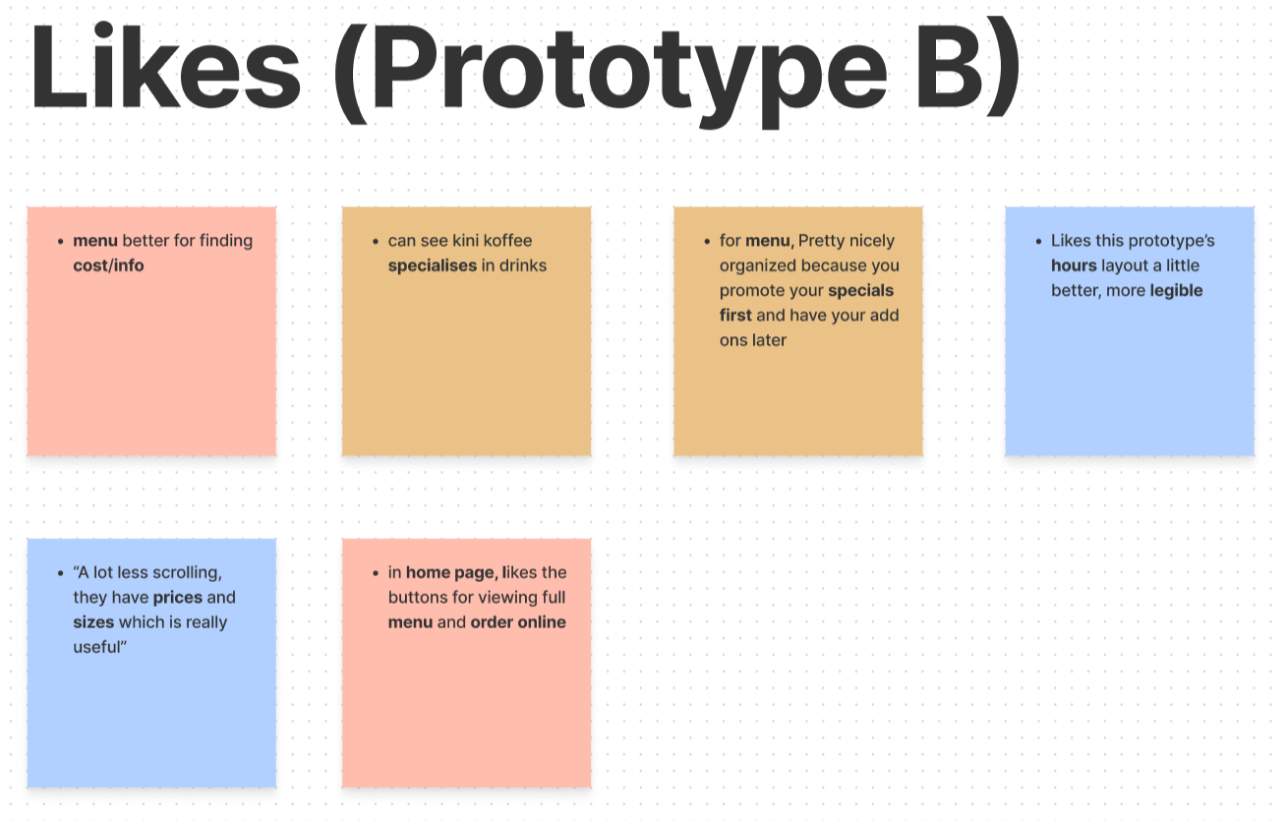 Likes (Prototype B)
• menu better for finding
cost/info
• can see kini koffee
specialises in drinks
• for menu, Pretty nicely
organized because you
promote your specials
first and have your add
ons later
• Likes this prototype’s
hours layout a little
better, more legible
• “A lot less scrolling,
they have prices and
sizes which is really
useful”
• in home page, likes the
buttons for viewing full
menu and order online